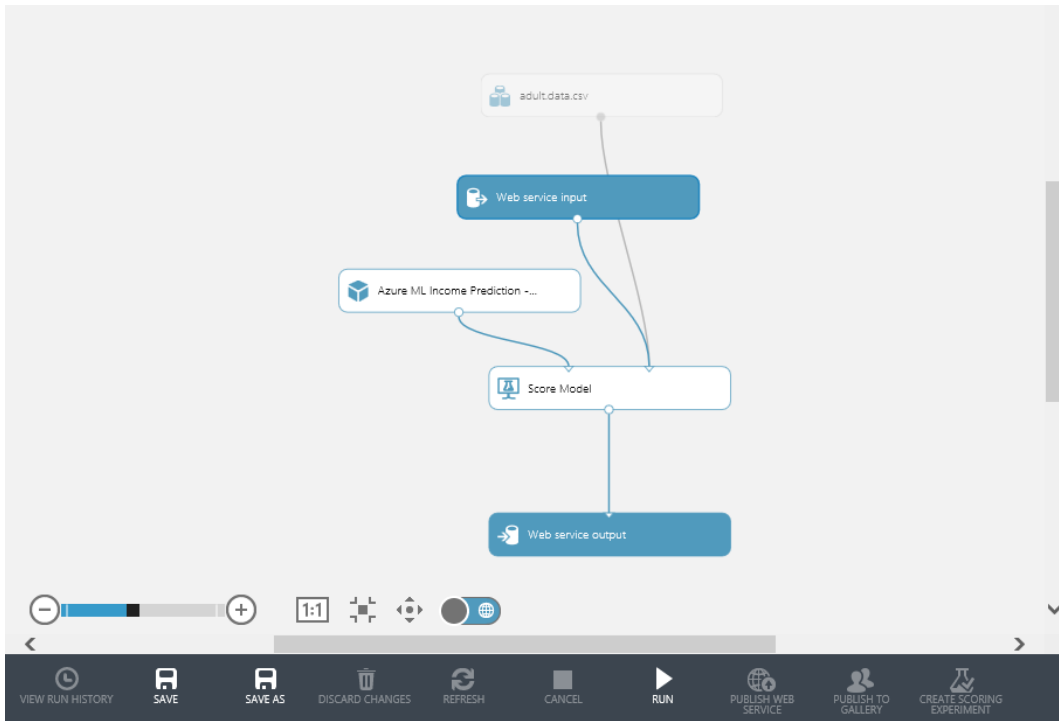 adult.data.csv
Web service input
Azure ML Income Prediction -...
Score Model
Web service output
1:1
VIEW RUN HISTORY
SAVE
SAVE AS
DISCARD CHANGES
REFRESH
CANCEL
RUN
PUBLISH WEB
SERVICE
PUBLISH TO
GALLERY
CREATE SCORING
EXPERIMENT